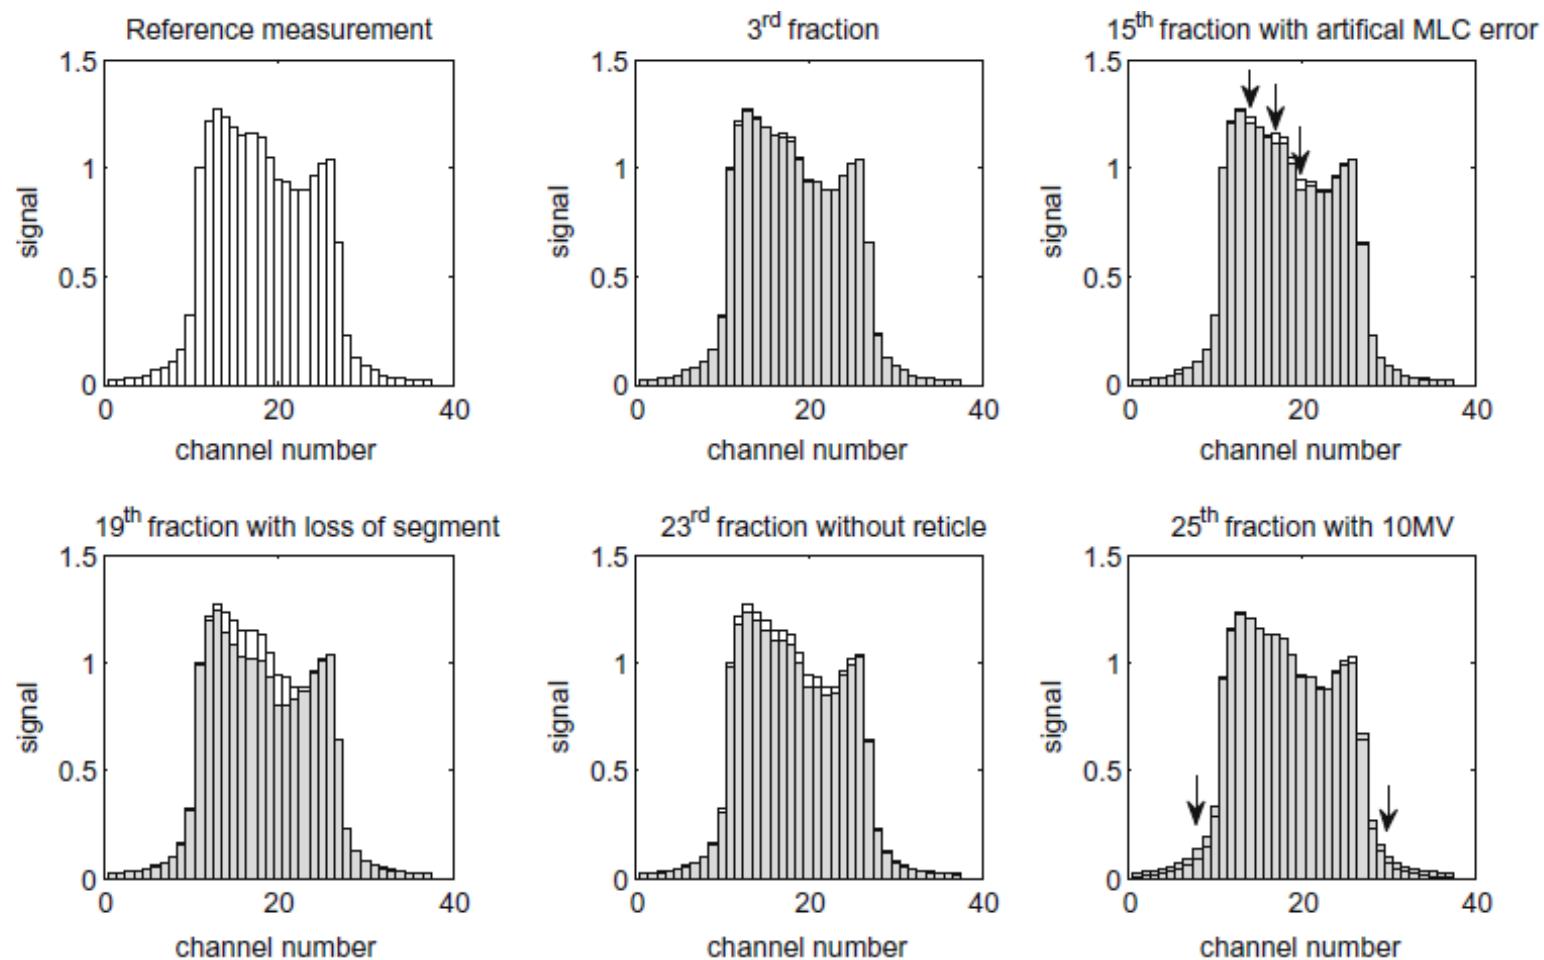 Reference measurement
3rd fraction
15th fraction with artifical MLC error
1.5
1
0.5
0
0 20 40
signal
channel number
1.5
1
0.5
0
0 20 40
signal
channel number
1.5
1
0.5
0
0 20 40
signal
channel number
19th fraction with loss of segment
23rd fraction without reticle
25th fraction with 10MV
1.5
1
0.5
0
0 20 40
signal
channel number
1.5
1
0.5
0
0 20 40
signal
channel number
1.5
1
0.5
0
0 20 40
signal
channel number